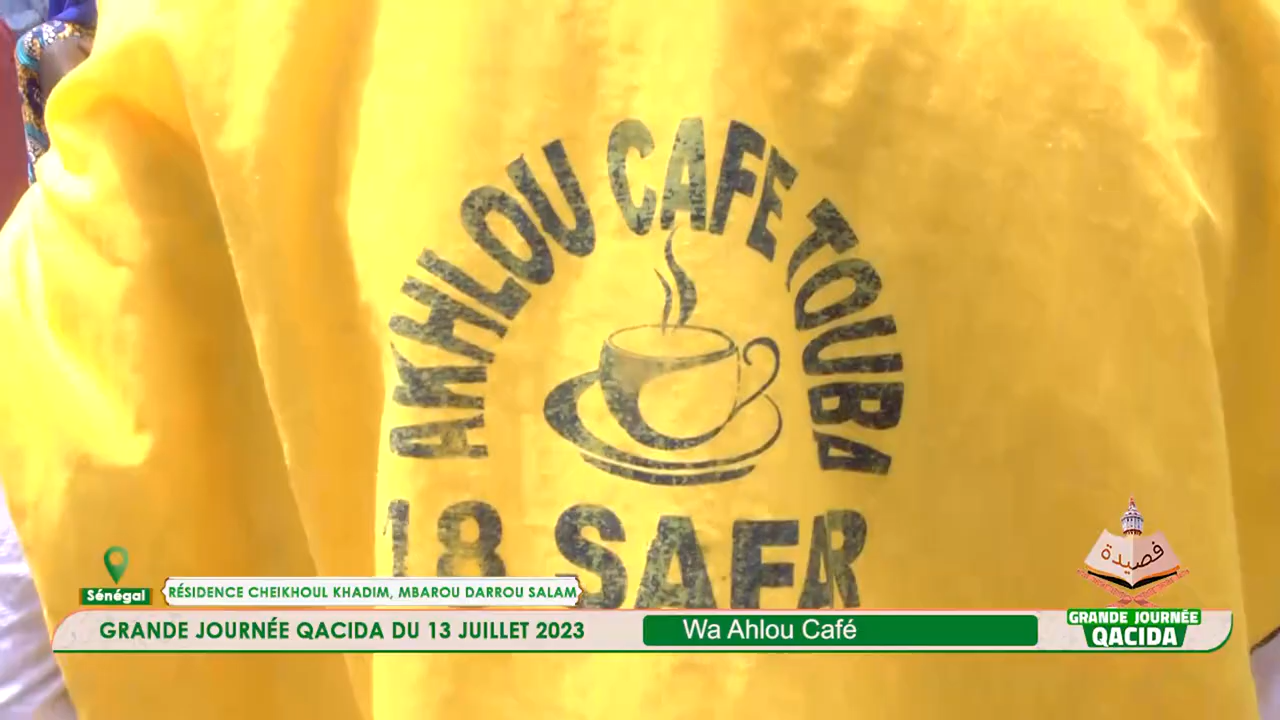 AKHLOU CAFE TOUBA
18 SAFAR
Sénégal
RÉSIDENCE CHEIKHOUL KHADIM, MBAROU DARROU SALAM
GRANDE JOURNÉE QACIDA DU 13 JUILLET 2023
Wa Ahlou Café
قصيدة
GRANDE JOURNÉE
QACIDA